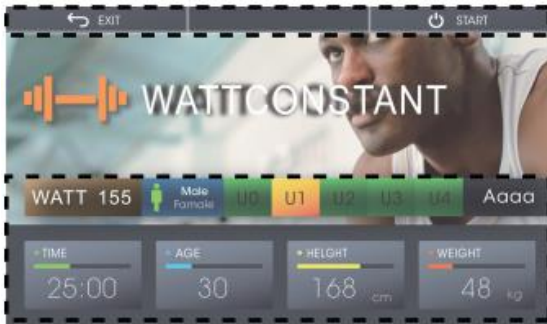 EXIT START
WATTCONSTANT
WATT 155 Male Famale U0 U1 U2 U3 U4 Aaaa
TIME AGE HELGHT WEIGHT
25:00 30 168 cm 48 kg